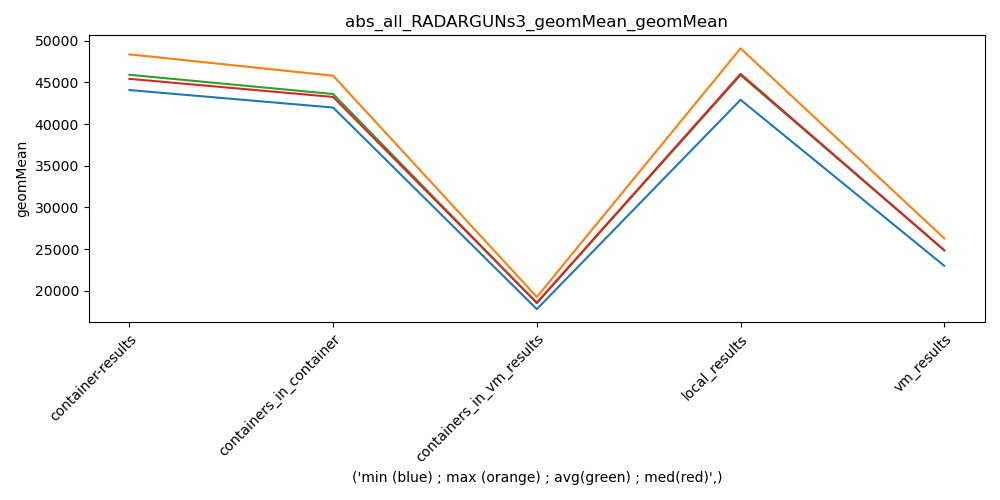 abs_all_RADARGUNs3_geomMean_geomMean
50000
45000
40000
35000
30000
25000
20000
geomMean
container-results
containers_in_container
containers_in_vm_results
local_results
vm_results
('min (blue) ; max (orange) ; avg(green) ; med(red)',)